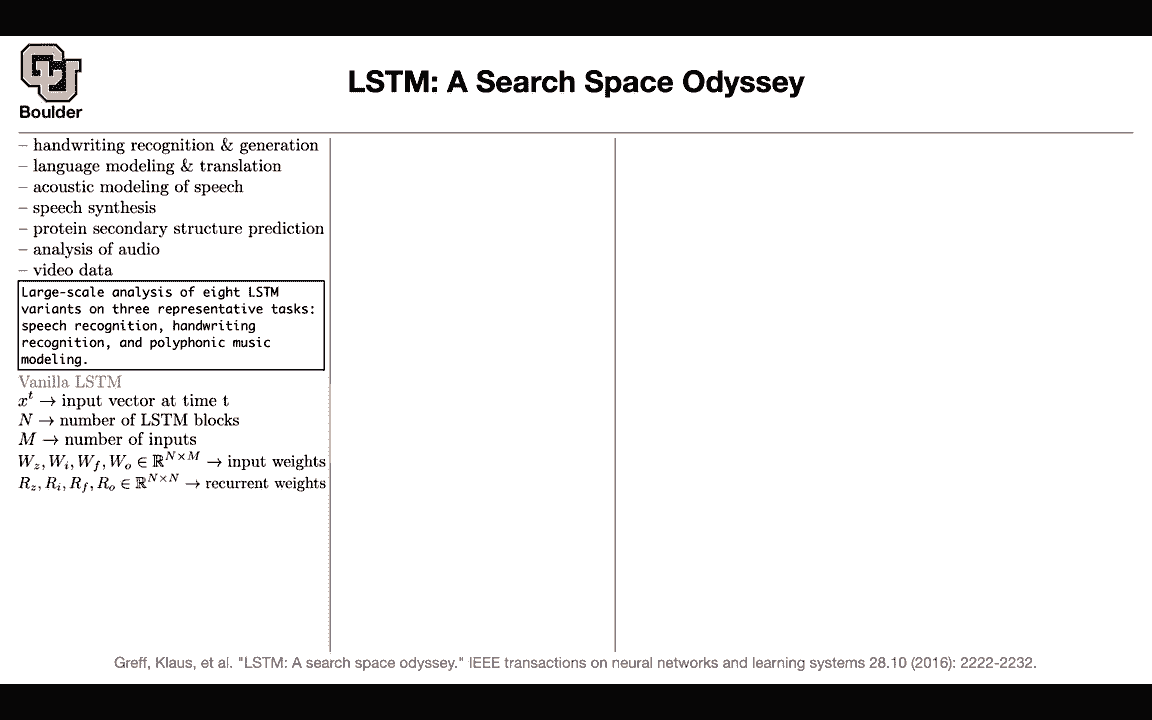 Boulder
LSTM: A Search Space Odyssey
– handwriting recognition & generation
– language modeling & translation
– acoustic modeling of speech
– speech synthesis
– protein secondary structure prediction
– analysis of audio
– video data
Large-scale analysis of eight LSTM
variants on three representative tasks:
speech recognition, handwriting
recognition, and polyphonic music
modeling.
Vanilla LSTM
$x^t$ → input vector at time t
$N$ → number of LSTM blocks
$M$ → number of inputs
$W_z, W_i, W_f, W_o \in \mathbb{R}^{N \times M}$ → input weights
$R_z, R_i, R_f, R_o \in \mathbb{R}^{N \times N}$ → recurrent weights
Greff, Klaus, et al. "LSTM: A search space odyssey." IEEE transactions on neural networks and learning systems 28.10 (2016): 2222-2232.